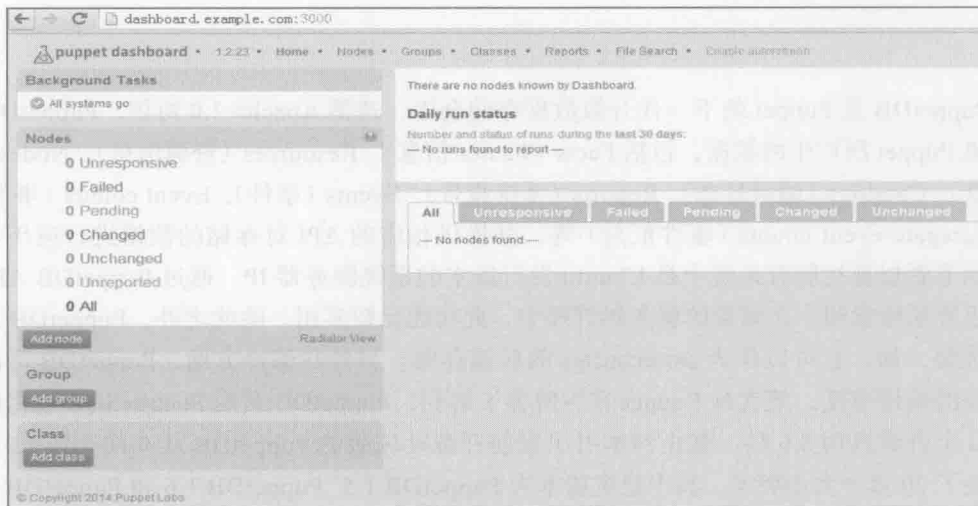 dashboard.example.com:3000
puppet dashboard • 1.2.23 • Home • Nodes • Groups • Classes • Reports • File Search • Enable autorefresh
Background Tasks
All systems go
Nodes
0 Unresponsive
0 Failed
0 Pending
0 Changed
0 Unchanged
0 Unreported
0 All
Add node
Radiator View
Group
Add group
Class
Add class
© Copyright 2014 Puppet Labs
There are no nodes known by Dashboard.
Daily run status
Number and status of runs during the last 30 days:
— No runs found to report —
All Unresponsive Failed Pending Changed Unchanged
— No nodes found —